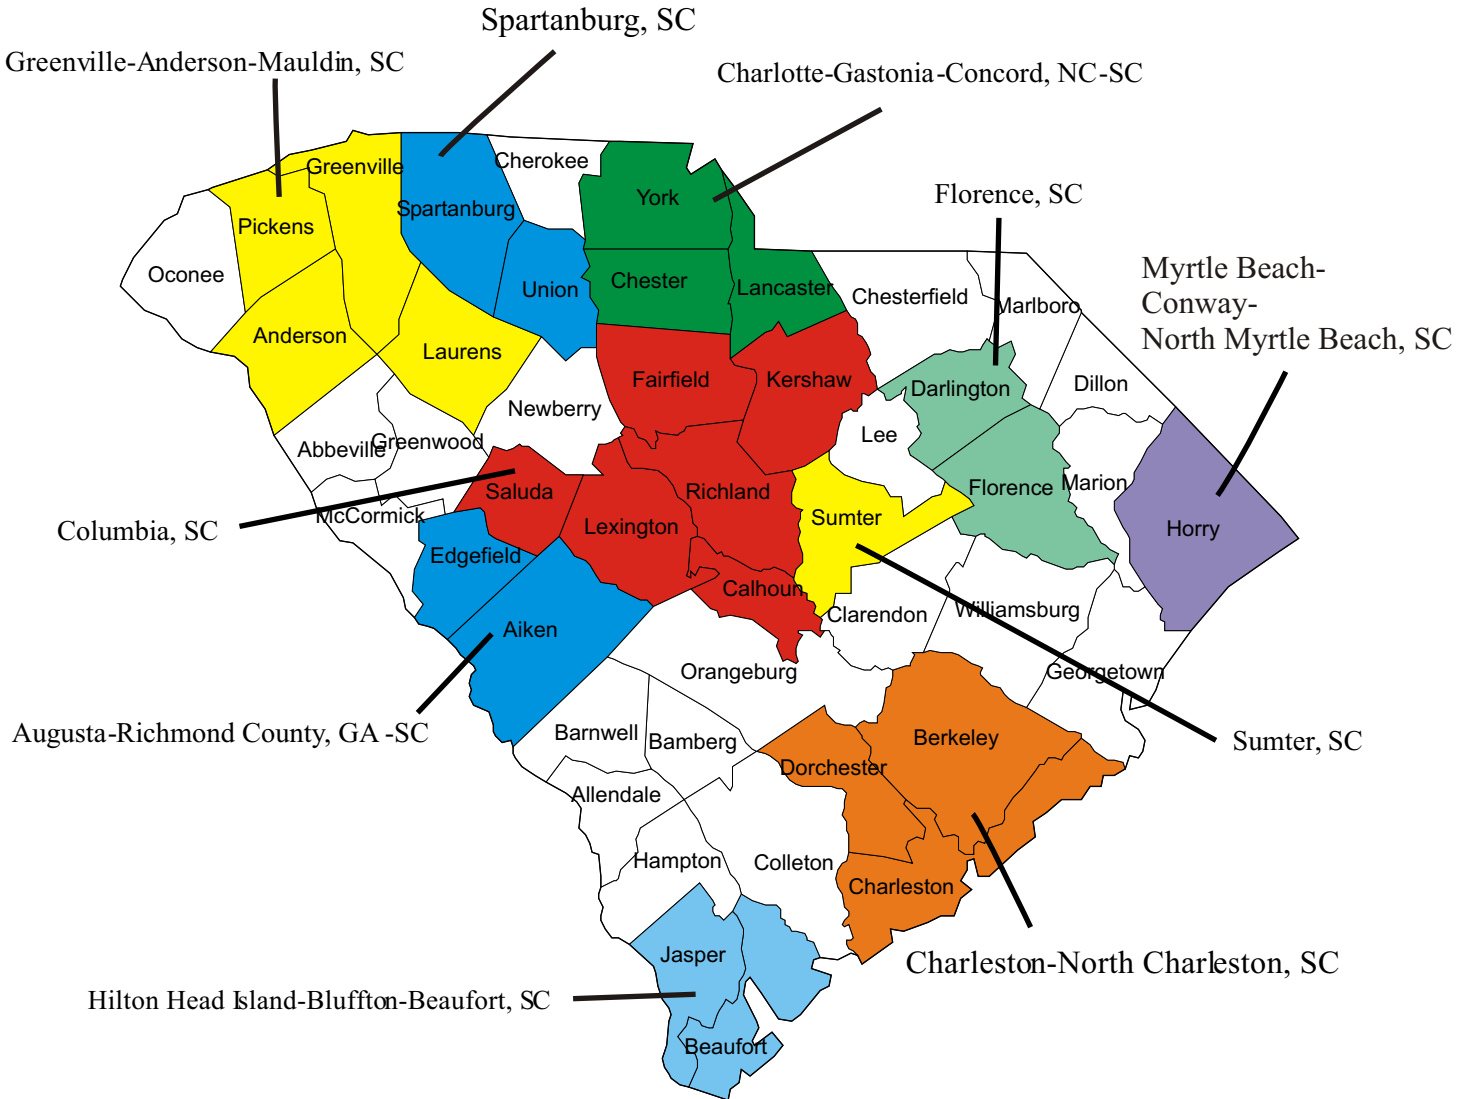 Spartanburg, SC
Greenville-Anderson-Mauldin, SC
Charlotte-Gastonia-Concord, NC-SC
Cherokee
Greenville
York
Florence, SC
Spartanburg
Pickens
Myrtle Beach-
Conway-
North Myrtle Beach, SC
Oconee
Union
Chester
Lancaster
Chesterfield
Marlboro
Anderson
Laurens
Fairfield
Kershaw
Darlington
Dillon
Newberry
Lee
Abbeville
Greenwood
Saluda
Richland
Florence
Marion
McCormick
Lexington
Sumter
Horry
Columbia, SC
Edgefield
Calhoun
Aiken
Clarendon
Williamsburg
Orangeburg
Georgetown
Augusta-Richmond County, GA -SC
Barnwell
Bamberg
Berkeley
Sumter, SC
Dorchester
Allendale
Hampton
Colleton
Charleston
Jasper
Charleston-North Charleston, SC
Hilton Head Island-Bluffton-Beaufort, SC
Beaufort